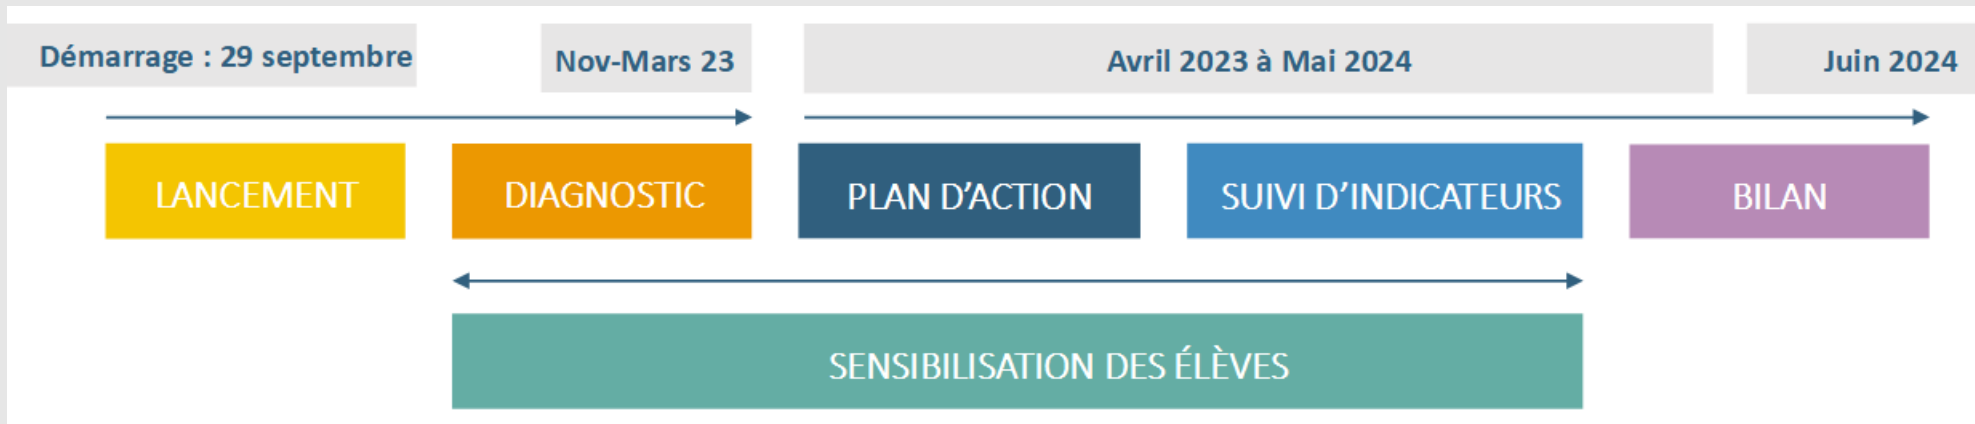 Démarrage : 29 septembre
Nov-Mars 23
Avril 2023 à Mai 2024
Juin 2024
LANCEMENT
DIAGNOSTIC
PLAN D’ACTION
SUIVI D’INDICATEURS
BILAN
SENSIBILISATION DES ÉLÈVES